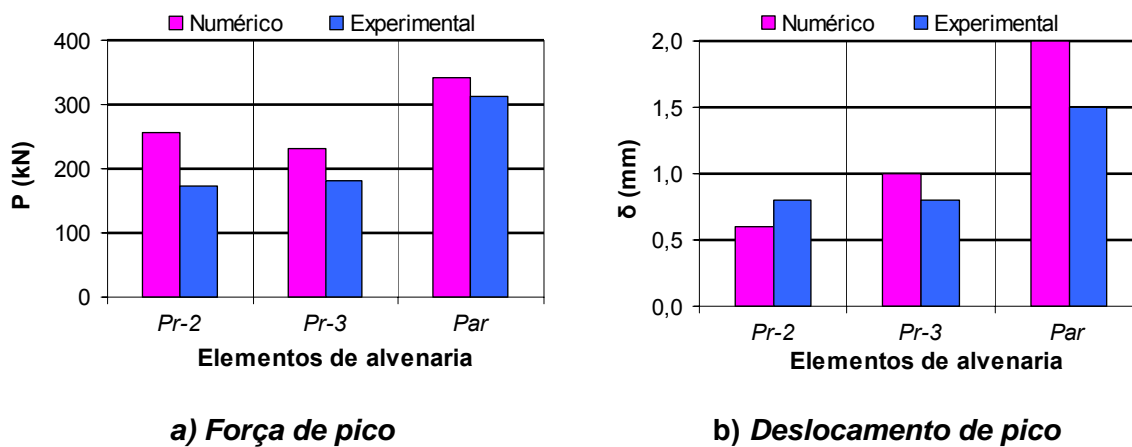 Numérico Experimental
400
300
200
100
0
P (kN)
Pr-2 Pr-3 Par
Elementos de alvenaria
a) Força de pico
Numérico Experimental
2,0
1,5
1,0
0,5
0,0
δ (mm)
Pr-2 Pr-3 Par
Elementos de alvenaria
b) Deslocamento de pico